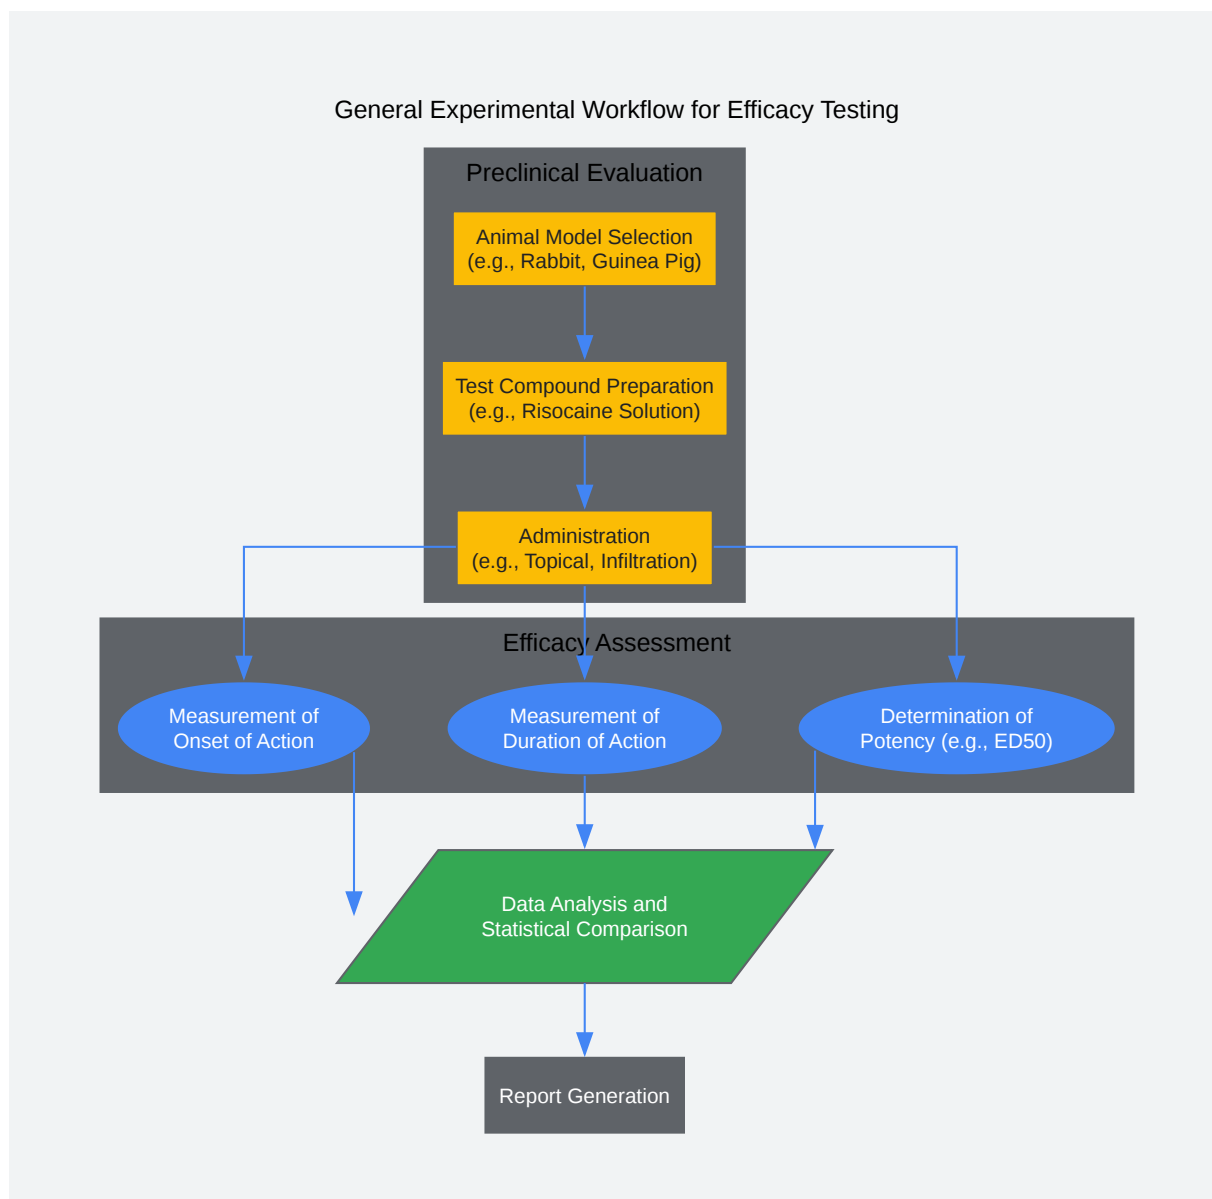 General Experimental Workflow for Efficacy Testing
Preclinical Evaluation
Animal Model Selection
(e.g., Rabbit, Guinea Pig)
Test Compound Preparation
(e.g., Risocaine Solution)
Administration
(e.g., Topical, Infiltration)
Efficacy Assessment
Measurement of
Onset of Action
Measurement of
Duration of Action
Determination of
Potency (e.g., ED50)
Data Analysis and
Statistical Comparison
Report Generation